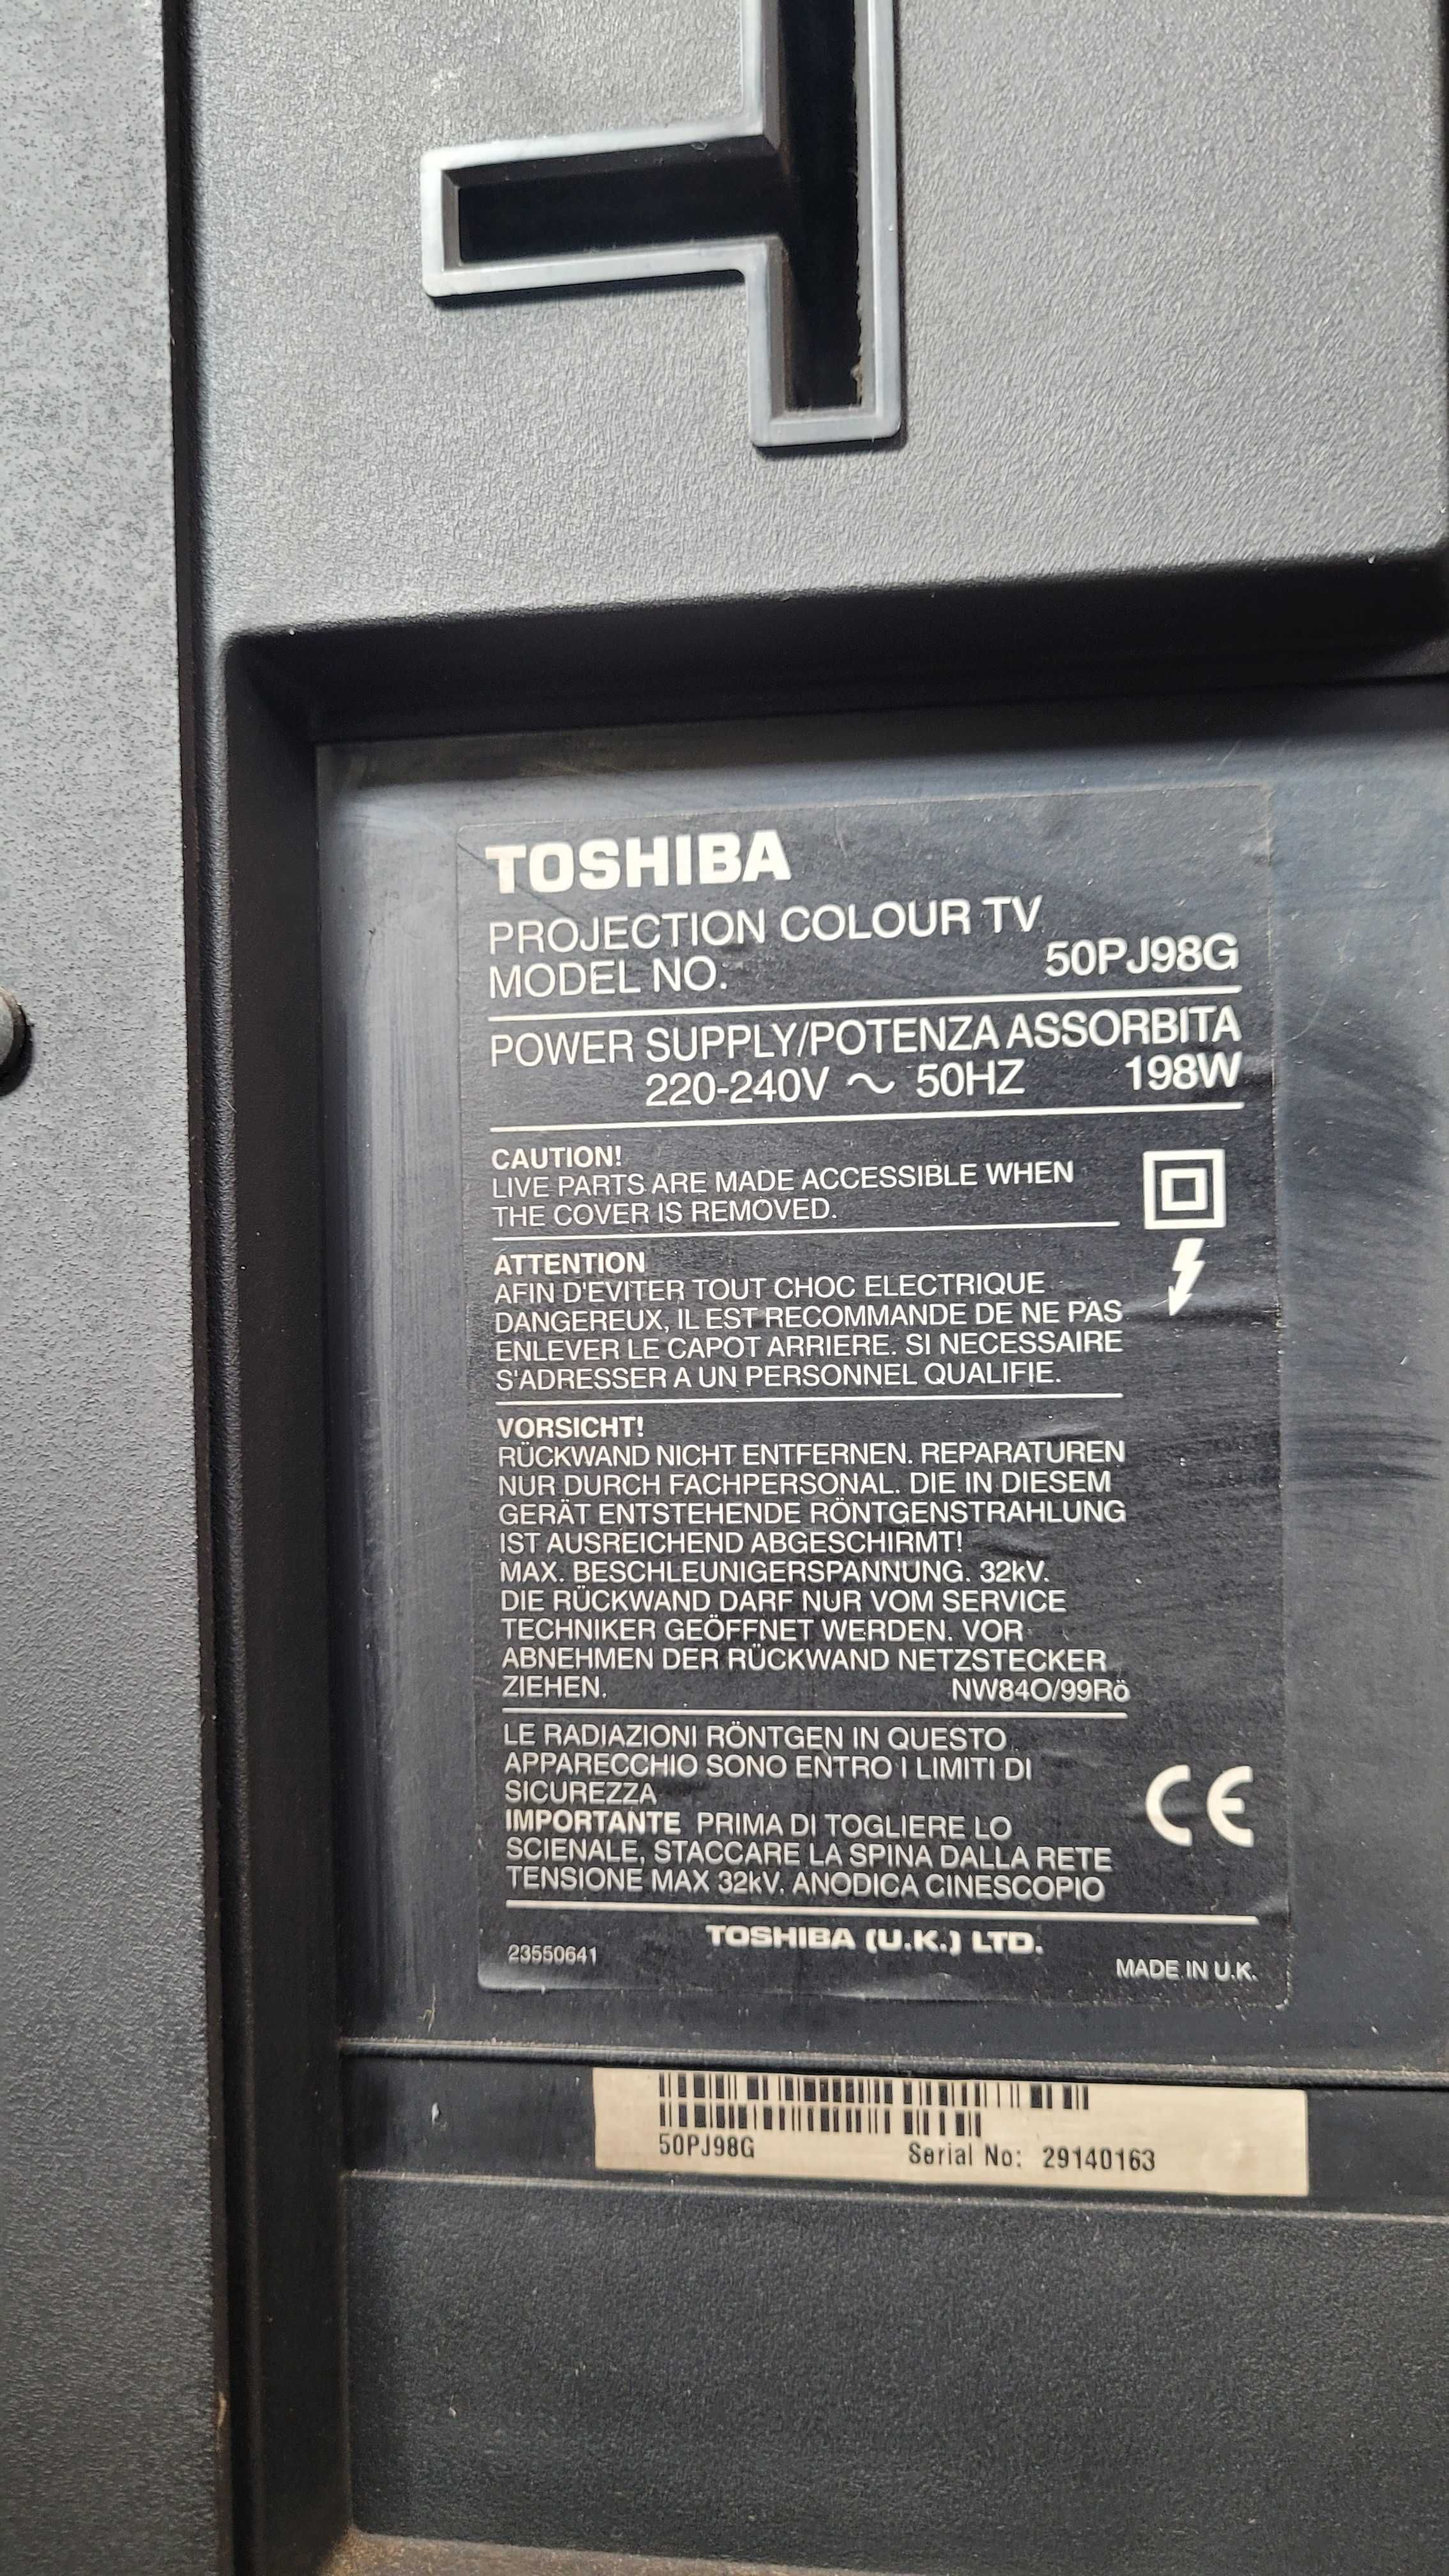 TOSHIBA
PROJECTION COLOUR TV
MODEL NO. 50PJ98G
POWER SUPPLY/POTENZA ASSORBITA
220-240V ~ 50HZ 198W
CAUTION!
LIVE PARTS ARE MADE ACCESSIBLE WHEN
THE COVER IS REMOVED.
ATTENTION
AFIN D'EVITER TOUT CHOC ELECTRIQUE
DANGEREUX, IL EST RECOMMANDE DE NE PAS
ENLEVER LE CAPOT ARRIERE. SI NECESSAIRE
S'ADRESSER A UN PERSONNEL QUALIFIE.
VORSICHT!
RÜCKWAND NICHT ENTFERNEN. REPARATUREN
NUR DURCH FACHPERSONAL. DIE IN DIESEM
GERÄT ENTSTEHENDE RÖNTGENSTRAHLUNG
IST AUSREICHEND ABGESCHIRMT!
MAX. BESCHLEUNIGERSPANNUNG. 32kV.
DIE RÜCKWAND DARF NUR VOM SERVICE
TECHNIKER GEÖFFNET WERDEN. VOR
ABNEHMEN DER RÜCKWAND NETZSTECKER
ZIEHEN. NW84O/99Rö
LE RADIAZIONI RÖNTGEN IN QUESTO
APPARECCHIO SONO ENTRO I LIMITI DI
SICUREZZA
IMPORTANTE PRIMA DI TOGLIERE LO
SCIENALE, STACCARE LA SPINA DALLA RETE
TENSIONE MAX 32kV. ANODICA CINESCOPIO
CE
TOSHIBA (U.K.) LTD.
23550641 MADE IN U.K.
50PJ98G Serial No: 29140163